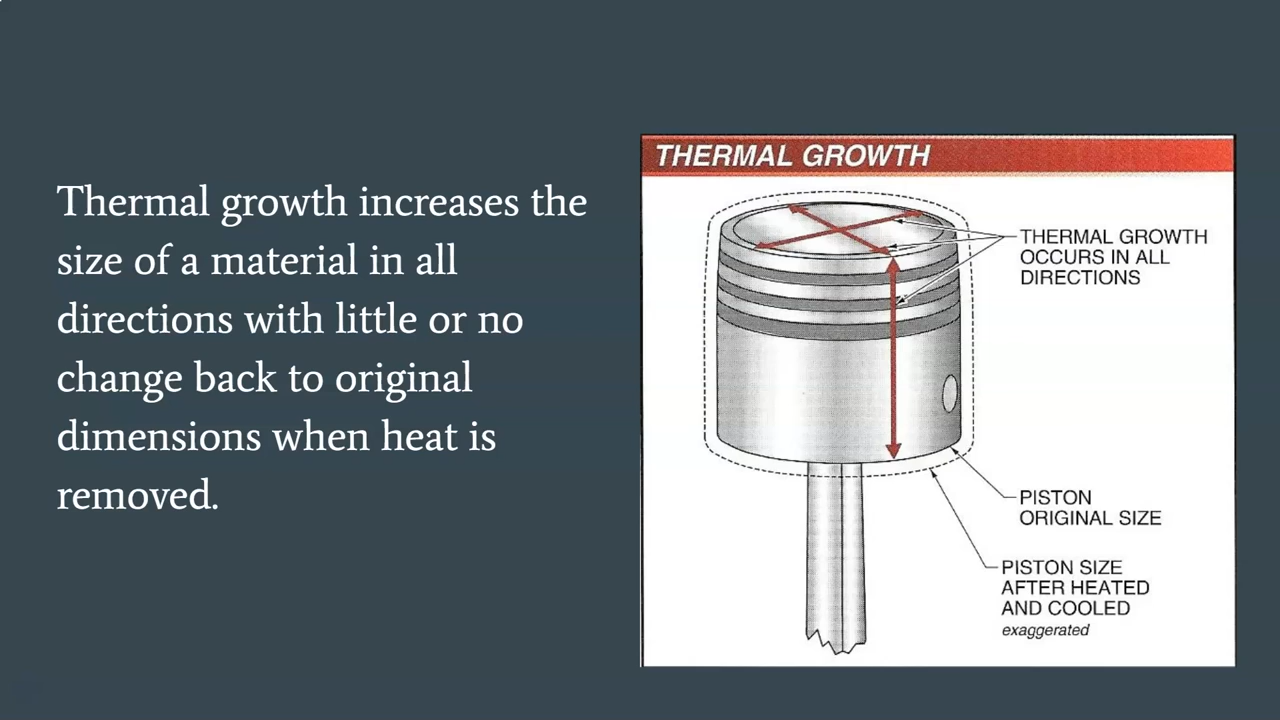 Thermal growth increases the
size of a material in all
directions with little or no
change back to original
dimensions when heat is
removed.
THERMAL GROWTH
THERMAL GROWTH
OCCURS IN ALL
DIRECTIONS
PISTON
ORIGINAL SIZE
PISTON SIZE
AFTER HEATED
AND COOLED
exaggerated